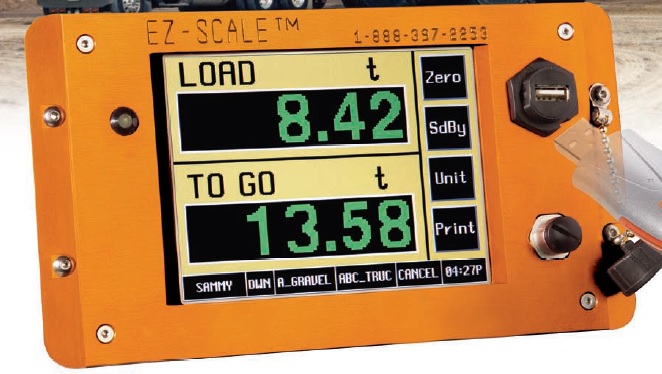 EZ-SCALE™ 1-888-397-2253
LOAD t
8.42
Zero
SdBy
TO GO t
13.58
Unit
Print
SAMMY DWN A_GRAVEL ABC_TRUC CANCEL 04:27P